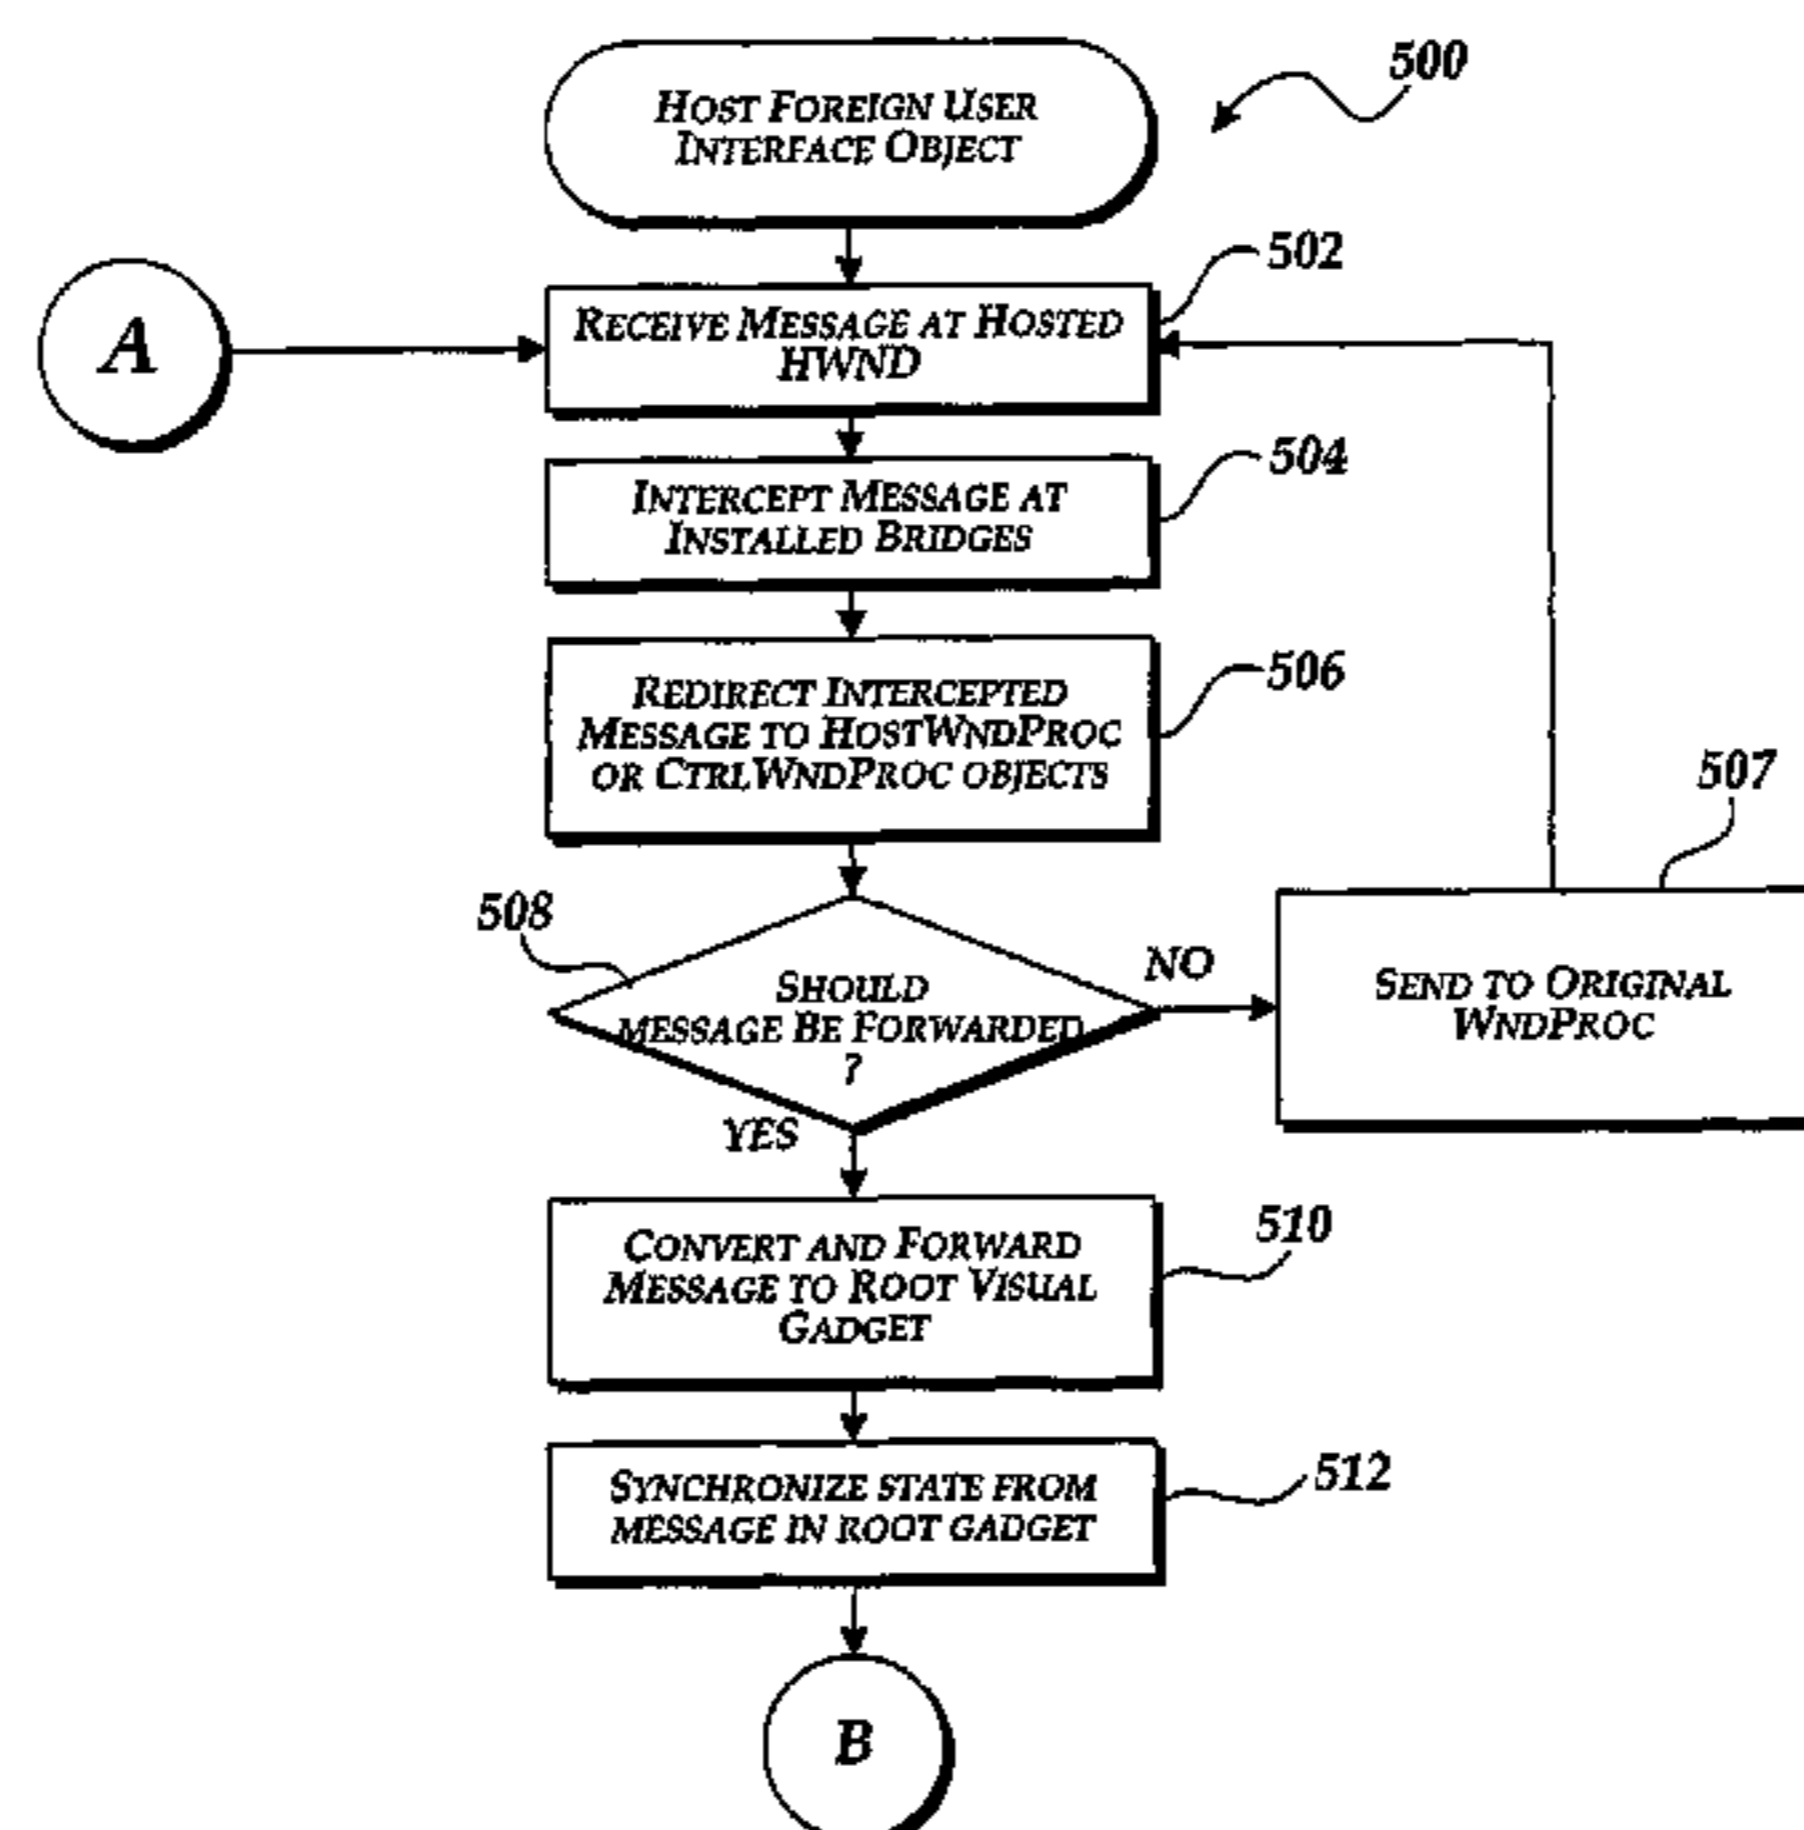 HOST FOREIGN USER
INTERFACE OBJECT
500
A
502
RECEIVE MESSAGE AT HOSTED
HWND
504
INTERCEPT MESSAGE AT
INSTALLED BRIDGES
506
REDIRECT INTERCEPTED
MESSAGE TO HOSTWNDPROC
OR CTRLWNDPROC OBJECTS
507
508
SHOULD
MESSAGE BE FORWARDED
?
NO
SEND TO ORIGINAL
WNDPROC
YES
510
CONVERT AND FORWARD
MESSAGE TO ROOT VISUAL
GADGET
512
SYNCHRONIZE STATE FROM
MESSAGE IN ROOT GADGET
B